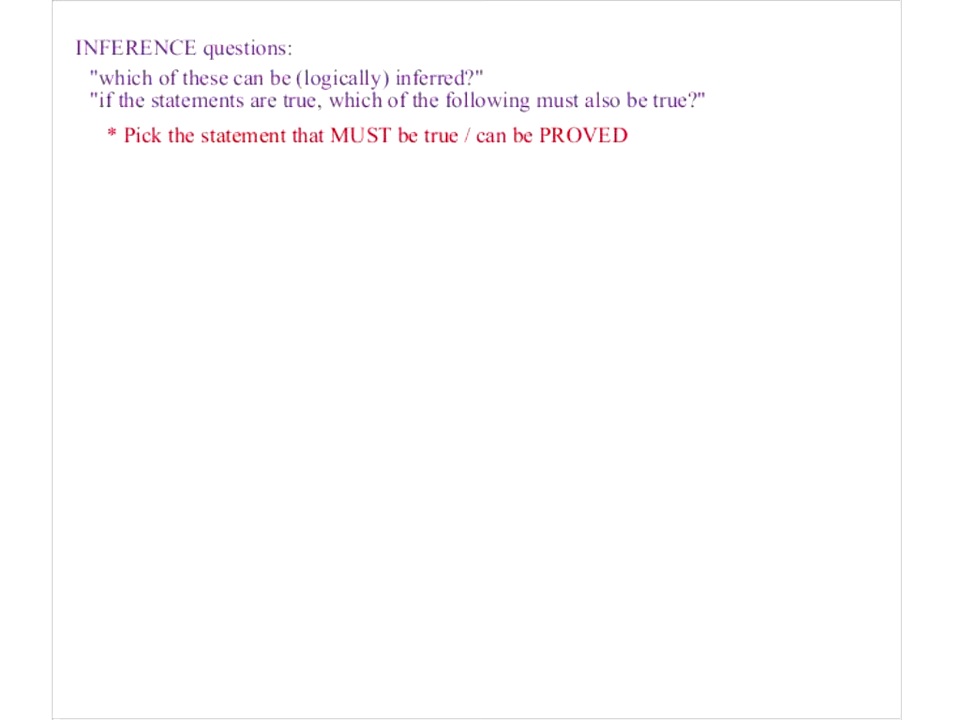 INFERENCE questions:
"which of these can be (logically) inferred?"
"if the statements are true, which of the following must also be true?"
* Pick the statement that MUST be true / can be PROVED